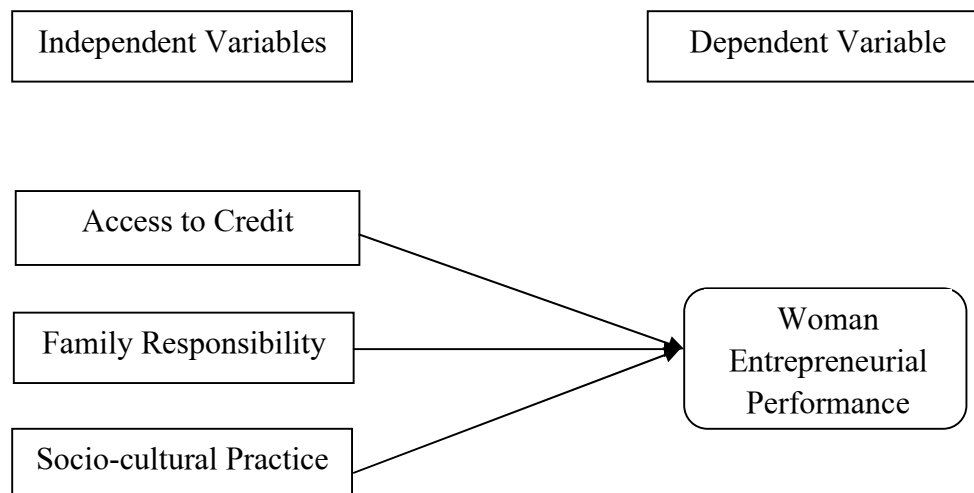 Independent Variables
Dependent Variable
Access to Credit
Family Responsibility
Socio-cultural Practice
Woman
Entrepreneurial
Performance